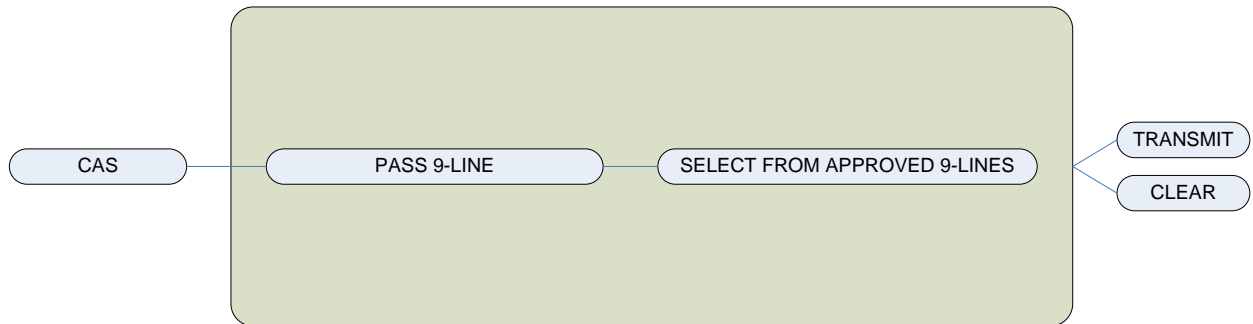 CAS
PASS 9-LINE
SELECT FROM APPROVED 9-LINES
TRANSMIT
CLEAR